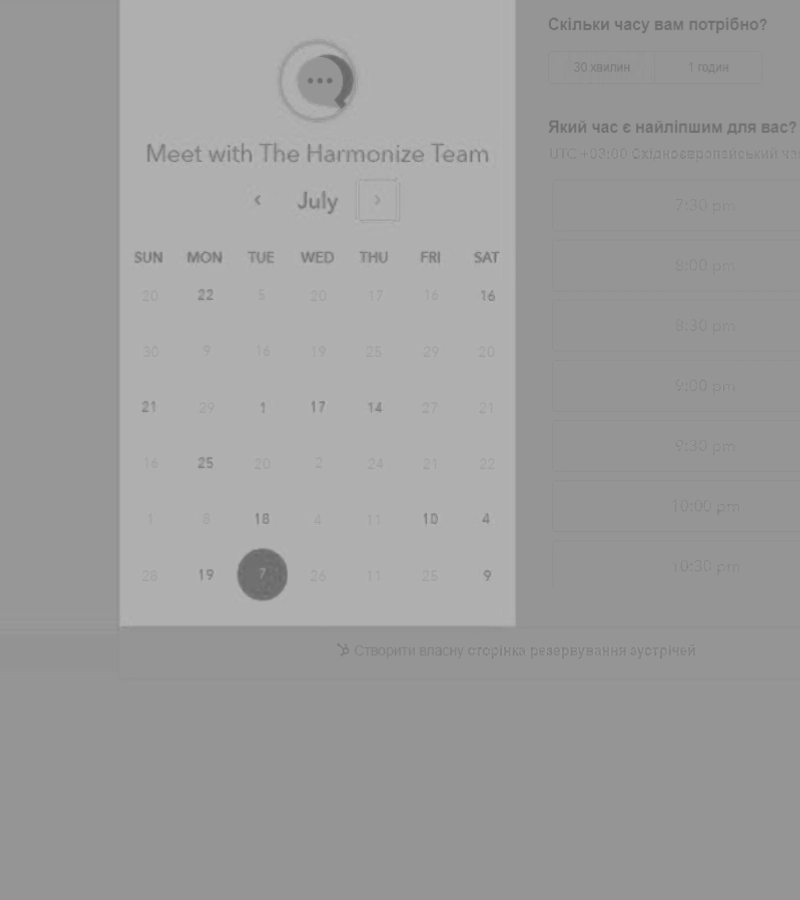 Meet with The Harmonize Team
July
SUN MON TUE WED THU FRI SAT
20 22 5 20 17 16 16
30 9 16 19 25 29 20
21 29 1 17 14 27 21
16 25 20 2 24 21 22
1 8 18 4 11 10 4
28 19 7 26 11 25 9
Скільки часу вам потрібно?
30 хвилин 1 годин
Який час є найліпшим для вас?
UTC +03:00 Східноєвропейський
7:30 pm
8:00 pm
8:30 pm
9:00 pm
9:30 pm
10:00 pm
10:30 pm
Створити власну сторінка резервування зустрічей